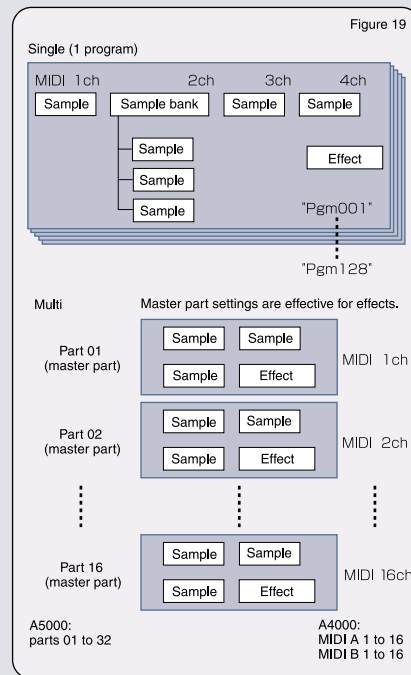 Figure 19
Single (1 program)
MIDI 1ch 2ch 3ch 4ch
Sample Sample bank Sample Sample
Sample
Effect
Sample
Sample
"Pgm001"
"Pgm128"
Multi Master part settings are effective for effects.
Sample Sample
Part 01
(master part)
MIDI 1ch
Sample Effect
Sample Sample
Part 02
(master part)
MIDI 2ch
Sample Effect
Sample Sample
Part 16
(master part)
MIDI 16ch
Sample Effect
A5000:
parts 01 to 32
A4000:
MIDI A 1 to 16
MIDI B 1 to 16